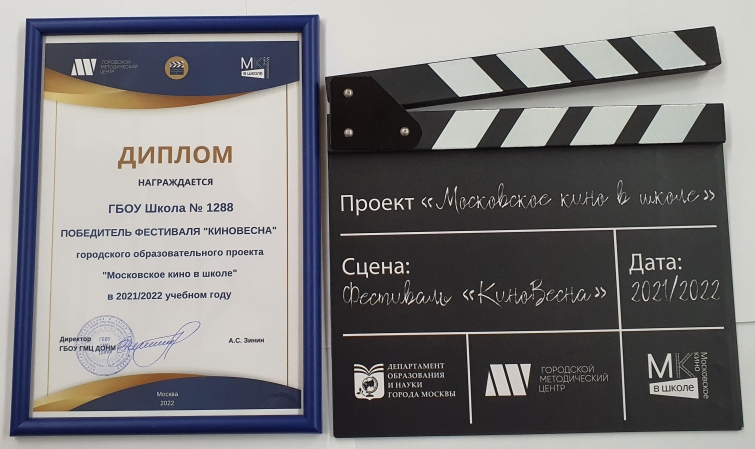 ГОРОДСКОЙ
МЕТОДИЧЕСКИЙ
ЦЕНТР
МК
В ШКОЛЕ
Московское
кино
ДИПЛОМ
НАГРАЖДАЕТСЯ
ГБОУ Школа № 1288
ПОБЕДИТЕЛЬ ФЕСТИВАЛЯ "КИНОВЕСНА"
городского образовательного проекта
"Московское кино в школе"
в 2021/2022 учебном году
Директор
ГБОУ ГМЦ ДОНМ
А.С. Зинин
Москва
2022
Проект «Московское кино в школе»
Сцена:
Фестиваль «КиноВесна»
Дата:
2021/2022
ДЕПАРТАМЕНТ
ОБРАЗОВАНИЯ
И НАУКИ
ГОРОДА МОСКВЫ
ГОРОДСКОЙ
МЕТОДИЧЕСКИЙ
ЦЕНТР
МК
В ШКОЛЕ
Московское
кино